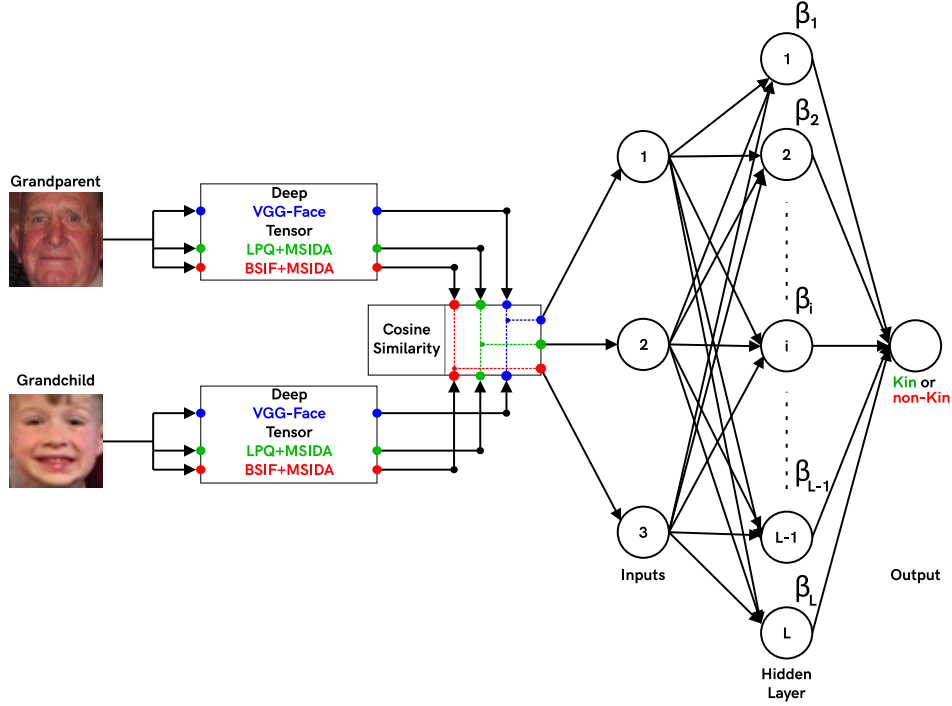 Grandparent
Deep
VGG-Face
Tensor
LPQ+MSIDA
BSIF+MSIDA
Cosine
Similarity
Grandchild
Deep
VGG-Face
Tensor
LPQ+MSIDA
BSIF+MSIDA
1
2
3
Inputs
β1
1
β2
2
βi
i
βL-1
L-1
βL
L
Hidden
Layer
Kin or
non-Kin
Output